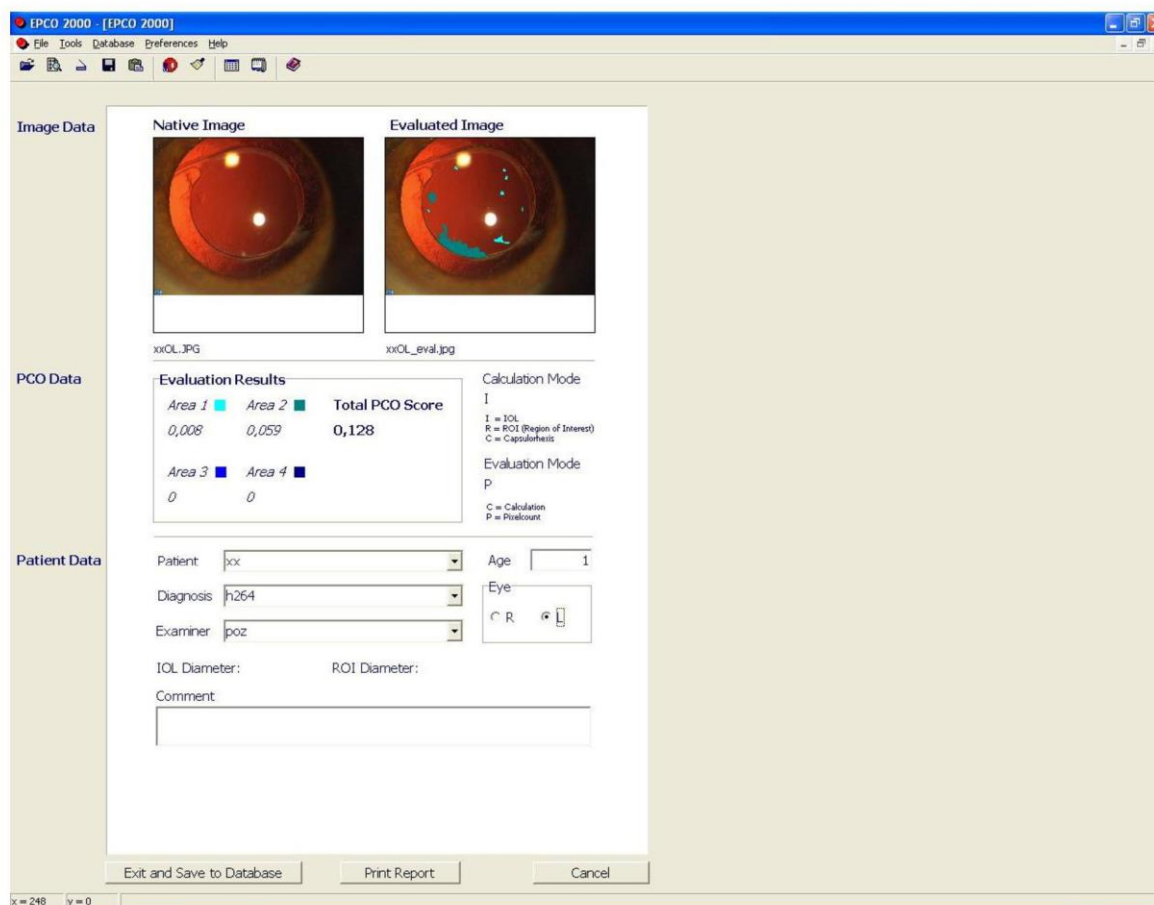 EPCO 2000 - [EPCO 2000]
File Tools Database Preferences Help
Image Data
Native Image
Evaluated Image
xxOL.JPG
xxOL_eval.jpg
PCO Data
Evaluation Results
Area 1
Area 2
Total PCO Score
0,008
0,059
0,128
Area 3
Area 4
0
0
Calculation Mode
I
I = IOL
R = ROI (Region of Interest)
C = Capsulorhesis
Evaluation Mode
P
C = Calculation
P = Pixelcount
Patient Data
Patient xx
Age 1
Diagnosis h264
Eye
R L
Examiner poz
IOL Diameter:
ROI Diameter:
Comment
Exit and Save to Database
Print Report
Cancel
x = 248 y = 0